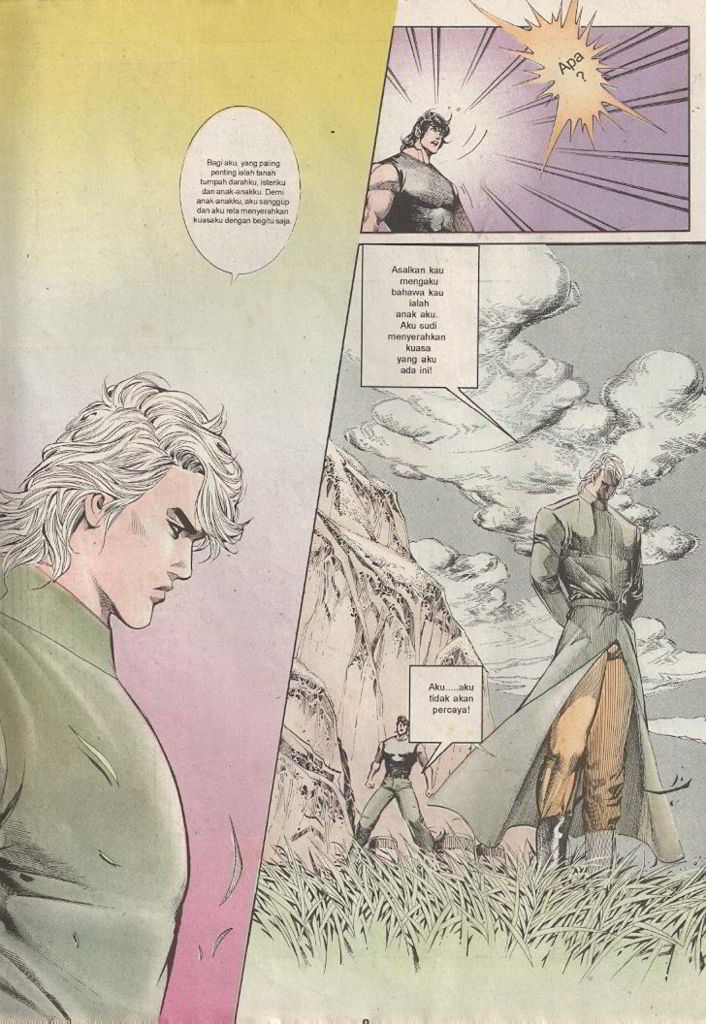 Bagi aku, yang paling
penting ialah tanah
tumpah darahku, isteriku
dan anak-anakku. Demi
anak-anakku, aku sanggup
dan aku rela menyerahkan
kuasaku dengan begitu saja.
Apa
?
Asalkan kau
mengaku
bahawa kau
ialah
anak aku.
Aku sudi
menyerahkan
kuasa
yang aku
ada ini!
Aku.....aku
tidak akan
percaya!